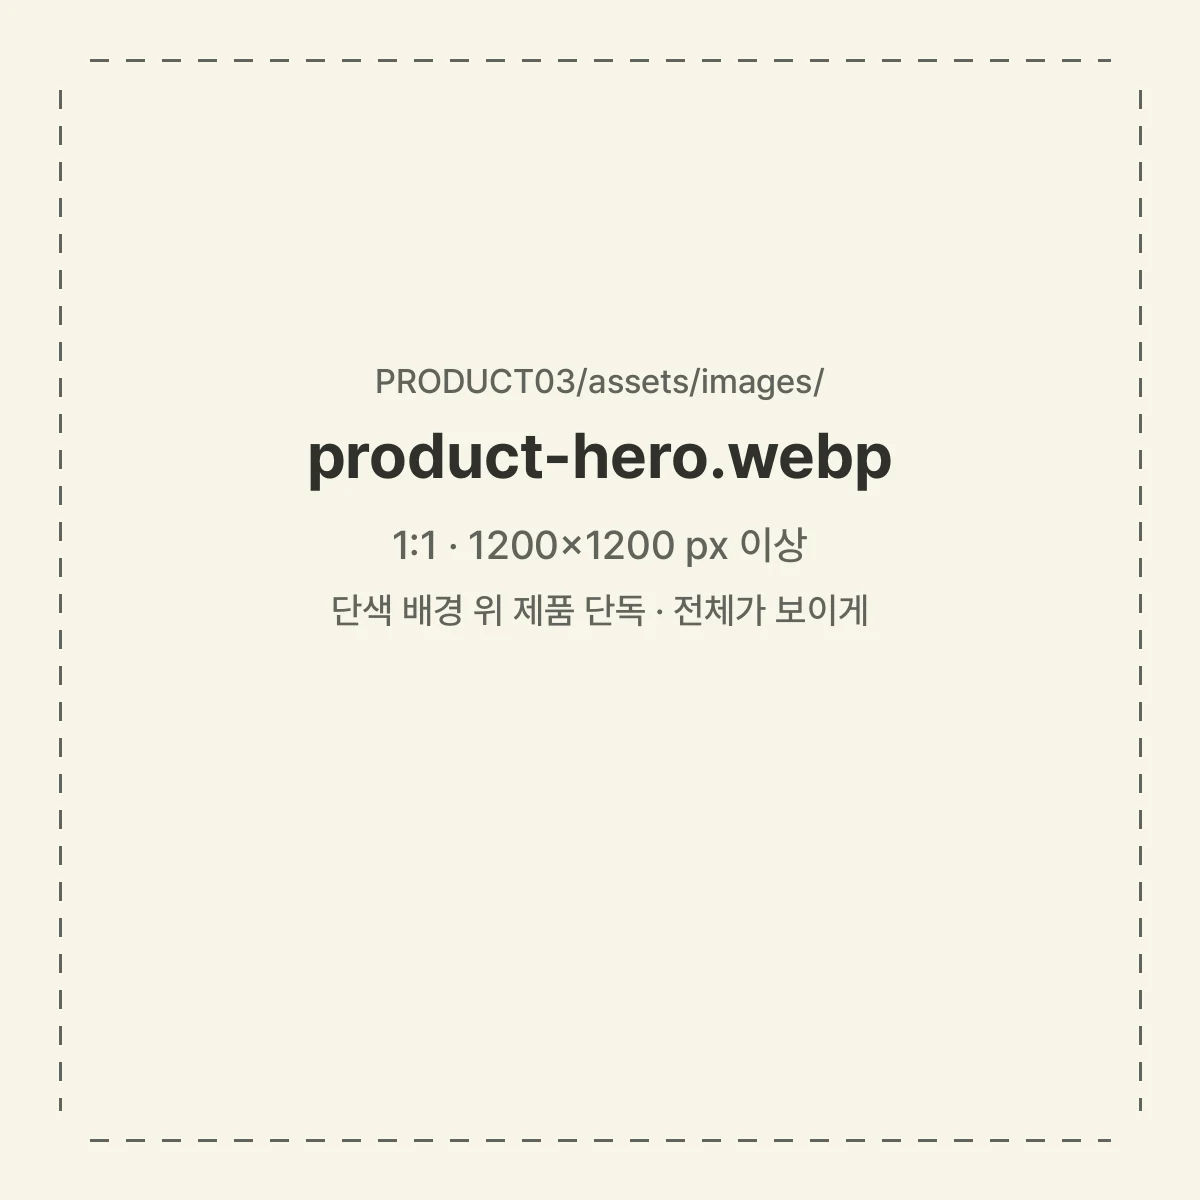 PRODUCT03/assets/images/
product-hero.webp
1:1 · 1200×1200 px 이상
단색 배경 위 제품 단독 · 전체가 보이게